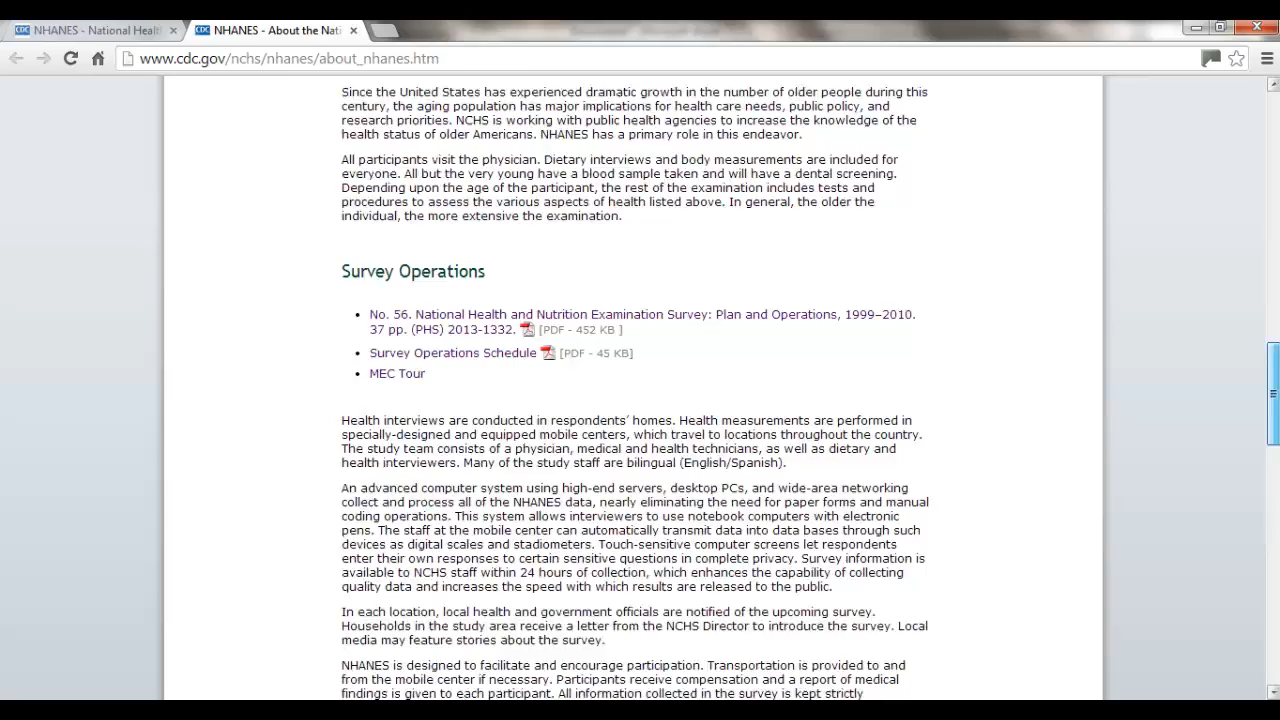 CDC NHANES - National Healt
CDC NHANES - About the Nati
www.cdc.gov/nchs/nhanes/about_nhanes.htm
Since the United States has experienced dramatic growth in the number of older people during this
century, the aging population has major implications for health care needs, public policy, and
research priorities. NCHS is working with public health agencies to increase the knowledge of the
health status of older Americans. NHANES has a primary role in this endeavor.
All participants visit the physician. Dietary interviews and body measurements are included for
everyone. All but the very young have a blood sample taken and will have a dental screening.
Depending upon the age of the participant, the rest of the examination includes tests and
procedures to assess the various aspects of health listed above. In general, the older the
individual, the more extensive the examination.
Survey Operations
• No. 56. National Health and Nutrition Examination Survey: Plan and Operations, 1999–2010.
37 pp. (PHS) 2013-1332. [PDF - 452 KB ]
• Survey Operations Schedule [PDF - 45 KB]
• MEC Tour
Health interviews are conducted in respondents’ homes. Health measurements are performed in
specially-designed and equipped mobile centers, which travel to locations throughout the country.
The study team consists of a physician, medical and health technicians, as well as dietary and
health interviewers. Many of the study staff are bilingual (English/Spanish).
An advanced computer system using high-end servers, desktop PCs, and wide-area networking
collect and process all of the NHANES data, nearly eliminating the need for paper forms and manual
coding operations. This system allows interviewers to use notebook computers with electronic
pens. The staff at the mobile center can automatically transmit data into data bases through such
devices as digital scales and stadiometers. Touch-sensitive computer screens let respondents
enter their own responses to certain sensitive questions in complete privacy. Survey information is
available to NCHS staff within 24 hours of collection, which enhances the capability of collecting
quality data and increases the speed with which results are released to the public.
In each location, local health and government officials are notified of the upcoming survey.
Households in the study area receive a letter from the NCHS Director to introduce the survey. Local
media may feature stories about the survey.
NHANES is designed to facilitate and encourage participation. Transportation is provided to and
from the mobile center if necessary. Participants receive compensation and a report of medical
findings is given to each participant. All information collected in the survey is kept strictly